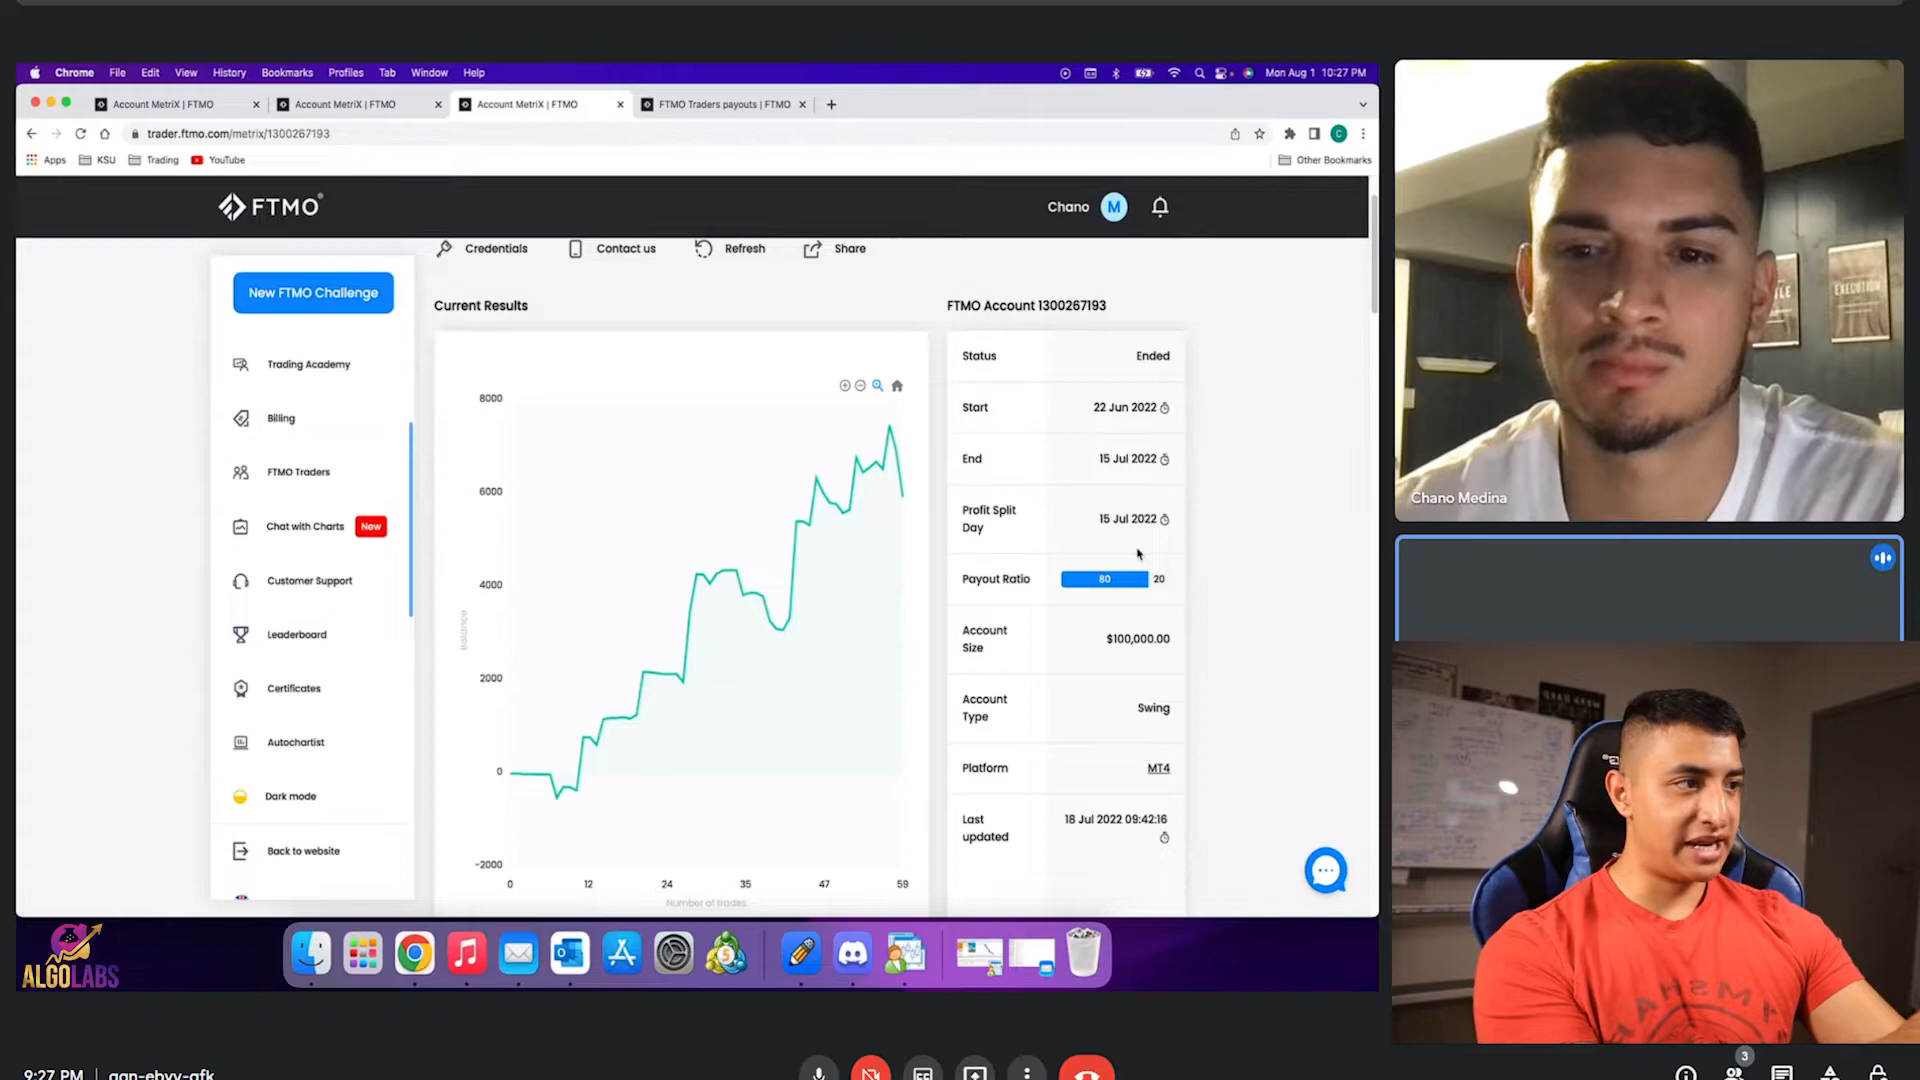 Chrome File Edit View History Bookmarks Profiles Tab Window Help Mon Aug 1 10:27 PM
Account MetriX | FTMO Account MetriX | FTMO Account MetriX | FTMO FTMO Traders payouts | FTMO
trader.ftmo.com/metrix/1300267193 C
Apps KSU Trading YouTube Other Bookmarks
FTMO® Chano M
Credentials Contact us Refresh Share
New FTMO Challenge
Trading Academy
Billing
FTMO Traders
Chat with Charts New
Customer Support
Leaderboard
Certificates
Autochartist
Dark mode
Back to website
Current Results
8000
6000
4000
2000
0
-2000
Balance
0 12 24 35 47 59
Number of trades
FTMO Account 1300267193
Status Ended
Start 22 Jun 2022
End 15 Jul 2022
Profit Split
Day
15 Jul 2022
Payout Ratio 80 20
Account
Size
$100,000.00
Account
Type
Swing
Platform MT4
Last
updated
18 Jul 2022 09:42:16
EXECUTION
Chano Medina
ALGOLABS
5
3
9:27 PM | aqn-ebvv-afk